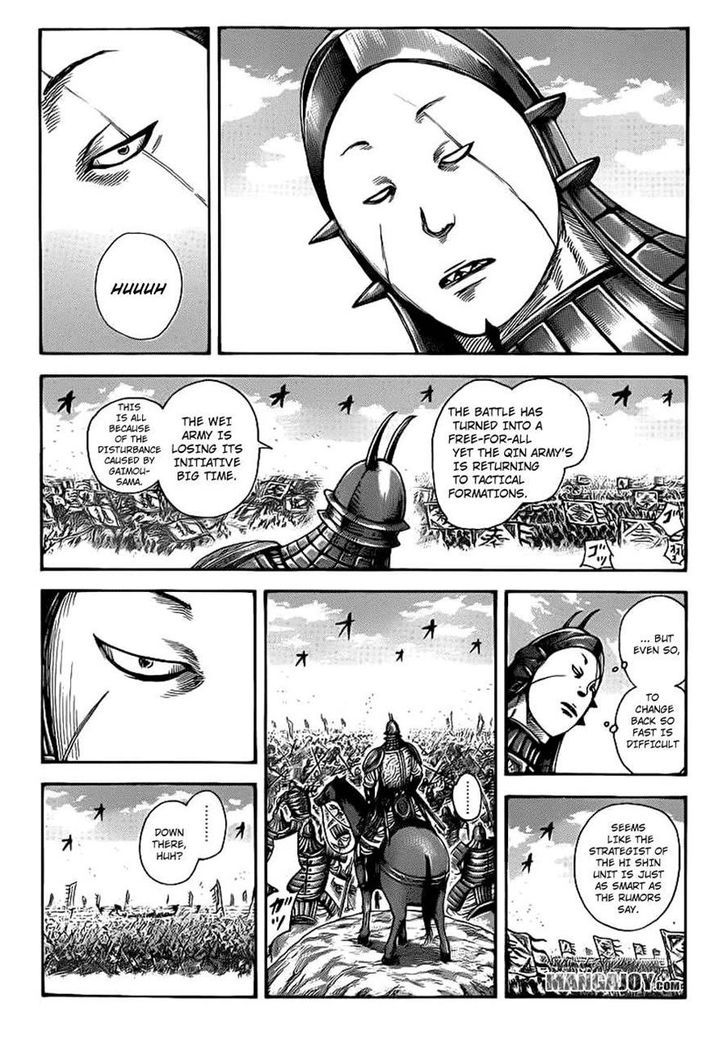 HUUUH
THE BATTLE HAS
TURNED INTO A
FREE-FOR-ALL
YET THE QIN ARMY'S
IS RETURNING
TO TACTICAL
FORMATIONS.
THE WEI
ARMY IS
LOSING ITS
INITIATIVE
BIG TIME.
THIS
IS ALL
BECAUSE
OF THE
DISTURBANCE
CAUSED BY
GAIMOU-
SAMA.
... BUT
EVEN SO,
TO
CHANGE
BACK SO
FAST IS
DIFFICULT
SEEMS
LIKE THE
STRATEGIST OF
THE HI SHIN
UNIT IS JUST
AS SMART AS
THE RUMORS
SAY.
.........
.........
DOWN
THERE,
HUH?
MANGAJOY.COM